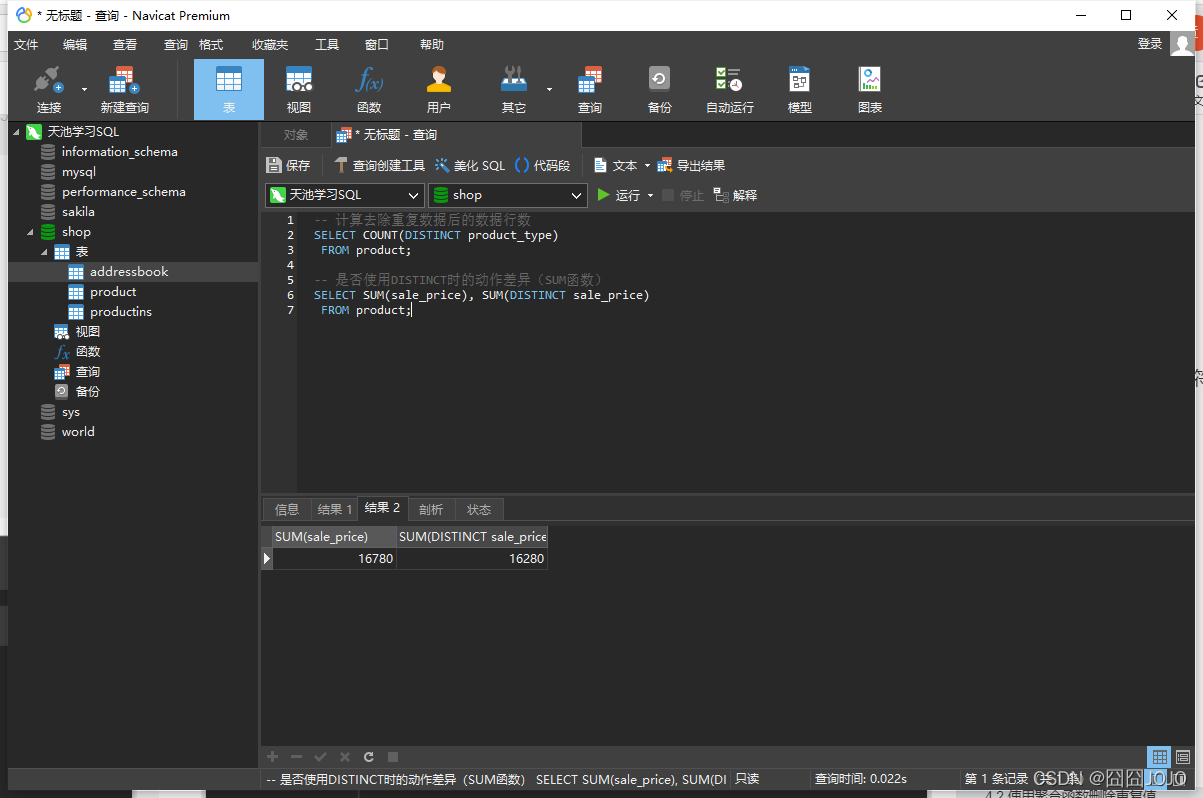 * 无标题 - 查询 - Navicat Premium
文件 编辑 查看 查询 格式 收藏夹 工具 窗口 帮助 登录
连接 新建查询 表 视图 函数 用户 其它 查询 备份 自动运行 模型 图表
天池学习SQL
information_schema
mysql
performance_schema
sakila
shop
表
addressbook
product
productins
视图
函数
查询
备份
sys
world
对象 * 无标题 - 查询
保存 查询创建工具 美化 SQL 代码段 文本 导出结果
天池学习SQL shop 运行 停止 解释
1 -- 计算去除重复数据后的数据行数
2 SELECT COUNT(DISTINCT product_type)
3 FROM product;
4
5 -- 是否使用DISTINCT时的动作差异（SUM函数）
6 SELECT SUM(sale_price), SUM(DISTINCT sale_price)
7 FROM product;
信息 结果 1 结果 2 剖析 状态
SUM(sale_price) SUM(DISTINCT sale_price
16780 16280
-- 是否使用DISTINCT时的动作差异（SUM函数） SELECT SUM(sale_price), SUM(DI 只读 查询时间: 0.022s 第 1 条记录
CSDN @囧囧JOJO
4.2 使用聚合函数删除重复值